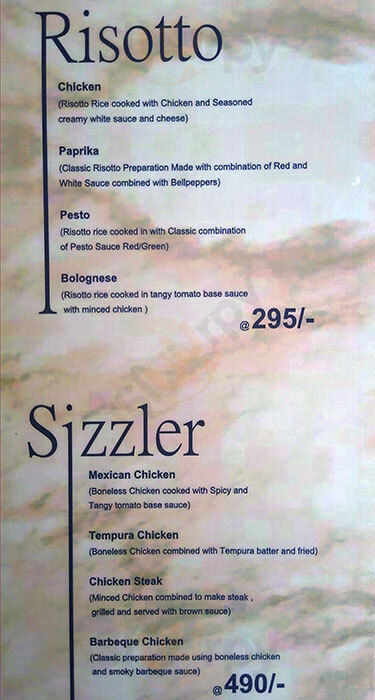 Risotto
Chicken
(Risotto Rice cooked with Chicken and Seasoned
creamy white sauce and cheese)
Paprika
(Classic Risotto Preparation Made with combination of Red and
White Sauce combined with Bellpeppers)
Pesto
(Risotto rice cooked in with Classic combination
of Pesto Sauce Red/Green)
Bolognese
(Risotto rice cooked in tangy tomato base sauce
with minced chicken )
@ 295/-
Sizzler
Mexican Chicken
(Boneless Chicken cooked with Spicy and
Tangy tomato base sauce)
Tempura Chicken
(Boneless Chicken combined with Tempura batter and fried)
Chicken Steak
(Minced Chicken combined to make steak ,
grilled and served with brown sauce)
Barbeque Chicken
(Classic preparation made using boneless chicken
and smoky barbeque sauce)
@ 490/-